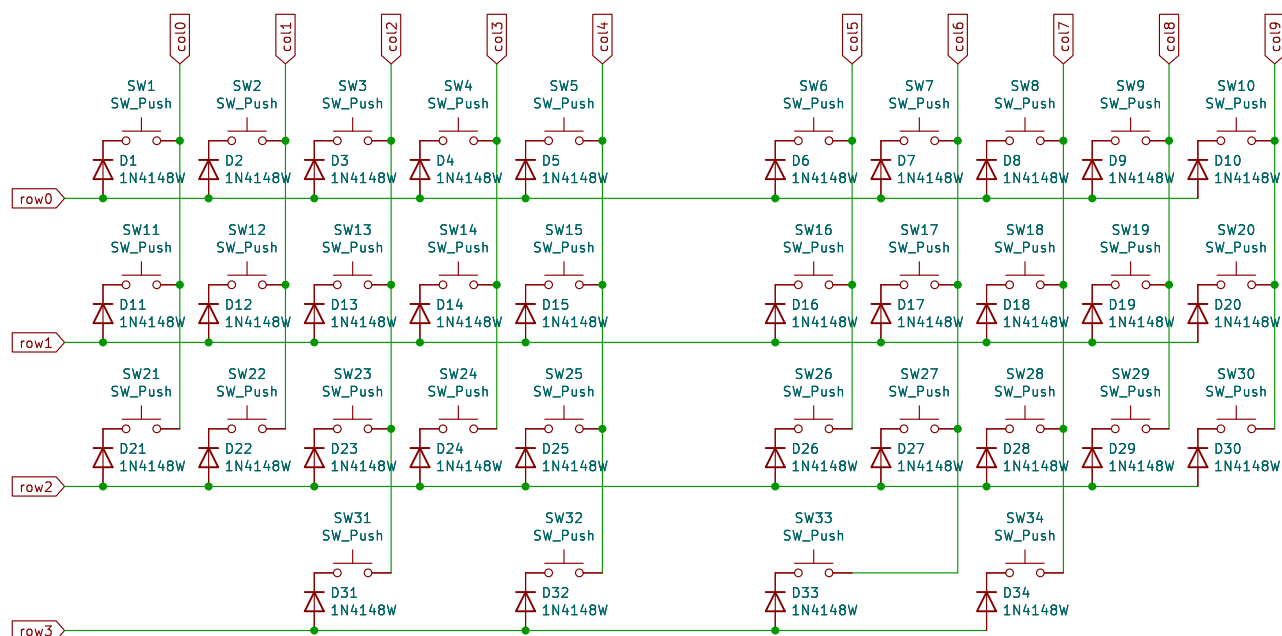 col0 col1 col2 col3 col4 col5 col6 col7 col8 col9
SW1 SW2 SW3 SW4 SW5 SW6 SW7 SW8 SW9 SW10
SW_Push SW_Push SW_Push SW_Push SW_Push SW_Push SW_Push SW_Push SW_Push SW_Push
D1 D2 D3 D4 D5 D6 D7 D8 D9 D10
1N4148W 1N4148W 1N4148W 1N4148W 1N4148W 1N4148W 1N4148W 1N4148W 1N4148W 1N4148W
row0
SW11 SW12 SW13 SW14 SW15 SW16 SW17 SW18 SW19 SW20
SW_Push SW_Push SW_Push SW_Push SW_Push SW_Push SW_Push SW_Push SW_Push SW_Push
D11 D12 D13 D14 D15 D16 D17 D18 D19 D20
1N4148W 1N4148W 1N4148W 1N4148W 1N4148W 1N4148W 1N4148W 1N4148W 1N4148W 1N4148W
row1
SW21 SW22 SW23 SW24 SW25 SW26 SW27 SW28 SW29 SW30
SW_Push SW_Push SW_Push SW_Push SW_Push SW_Push SW_Push SW_Push SW_Push SW_Push
D21 D22 D23 D24 D25 D26 D27 D28 D29 D30
1N4148W 1N4148W 1N4148W 1N4148W 1N4148W 1N4148W 1N4148W 1N4148W 1N4148W 1N4148W
row2
SW31 SW32 SW33 SW34
SW_Push SW_Push SW_Push SW_Push
D31 D32 D33 D34
1N4148W 1N4148W 1N4148W 1N4148W
row3